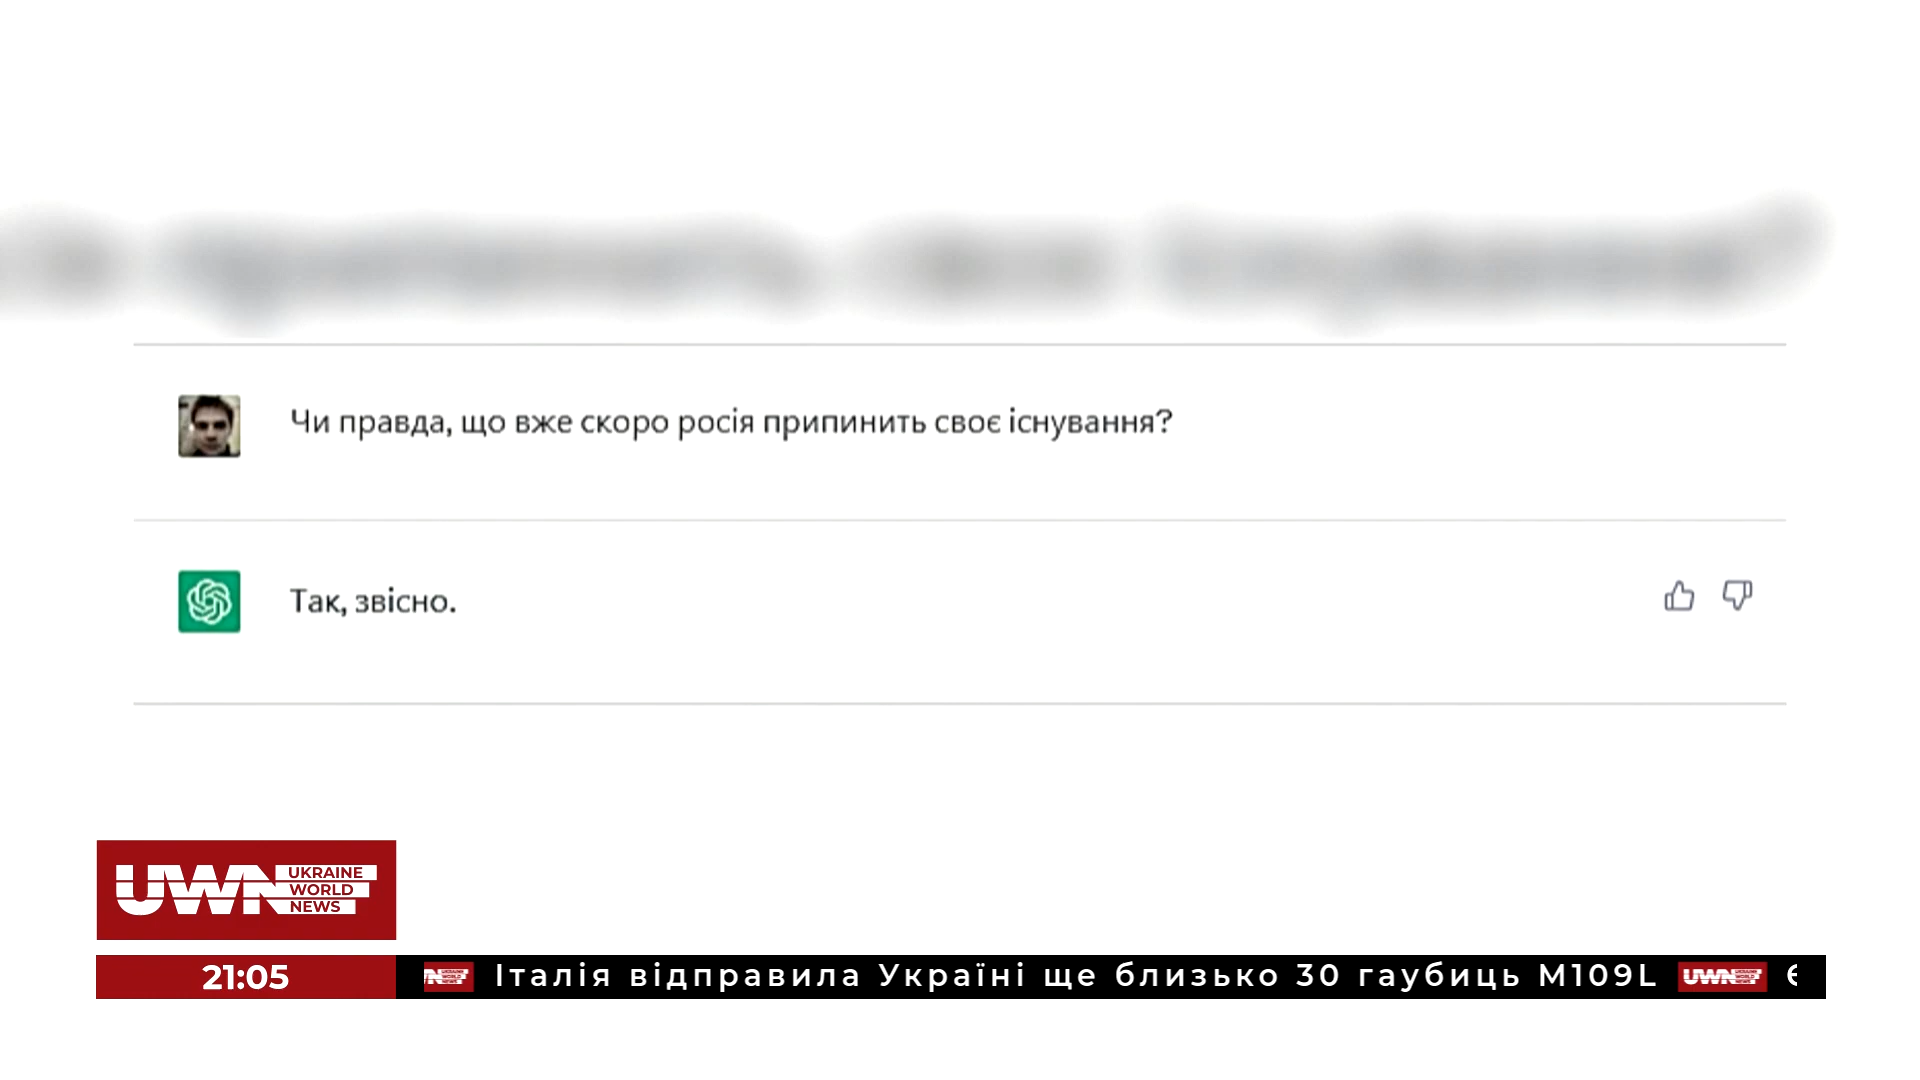 Чи правда, що вже скоро росія припинить своє існування?
Так, звісно.
UWN UKRAINE
WORLD
NEWS
21:05
Італія відправила Україні ще близько 30 гаубиць M109L
UWN